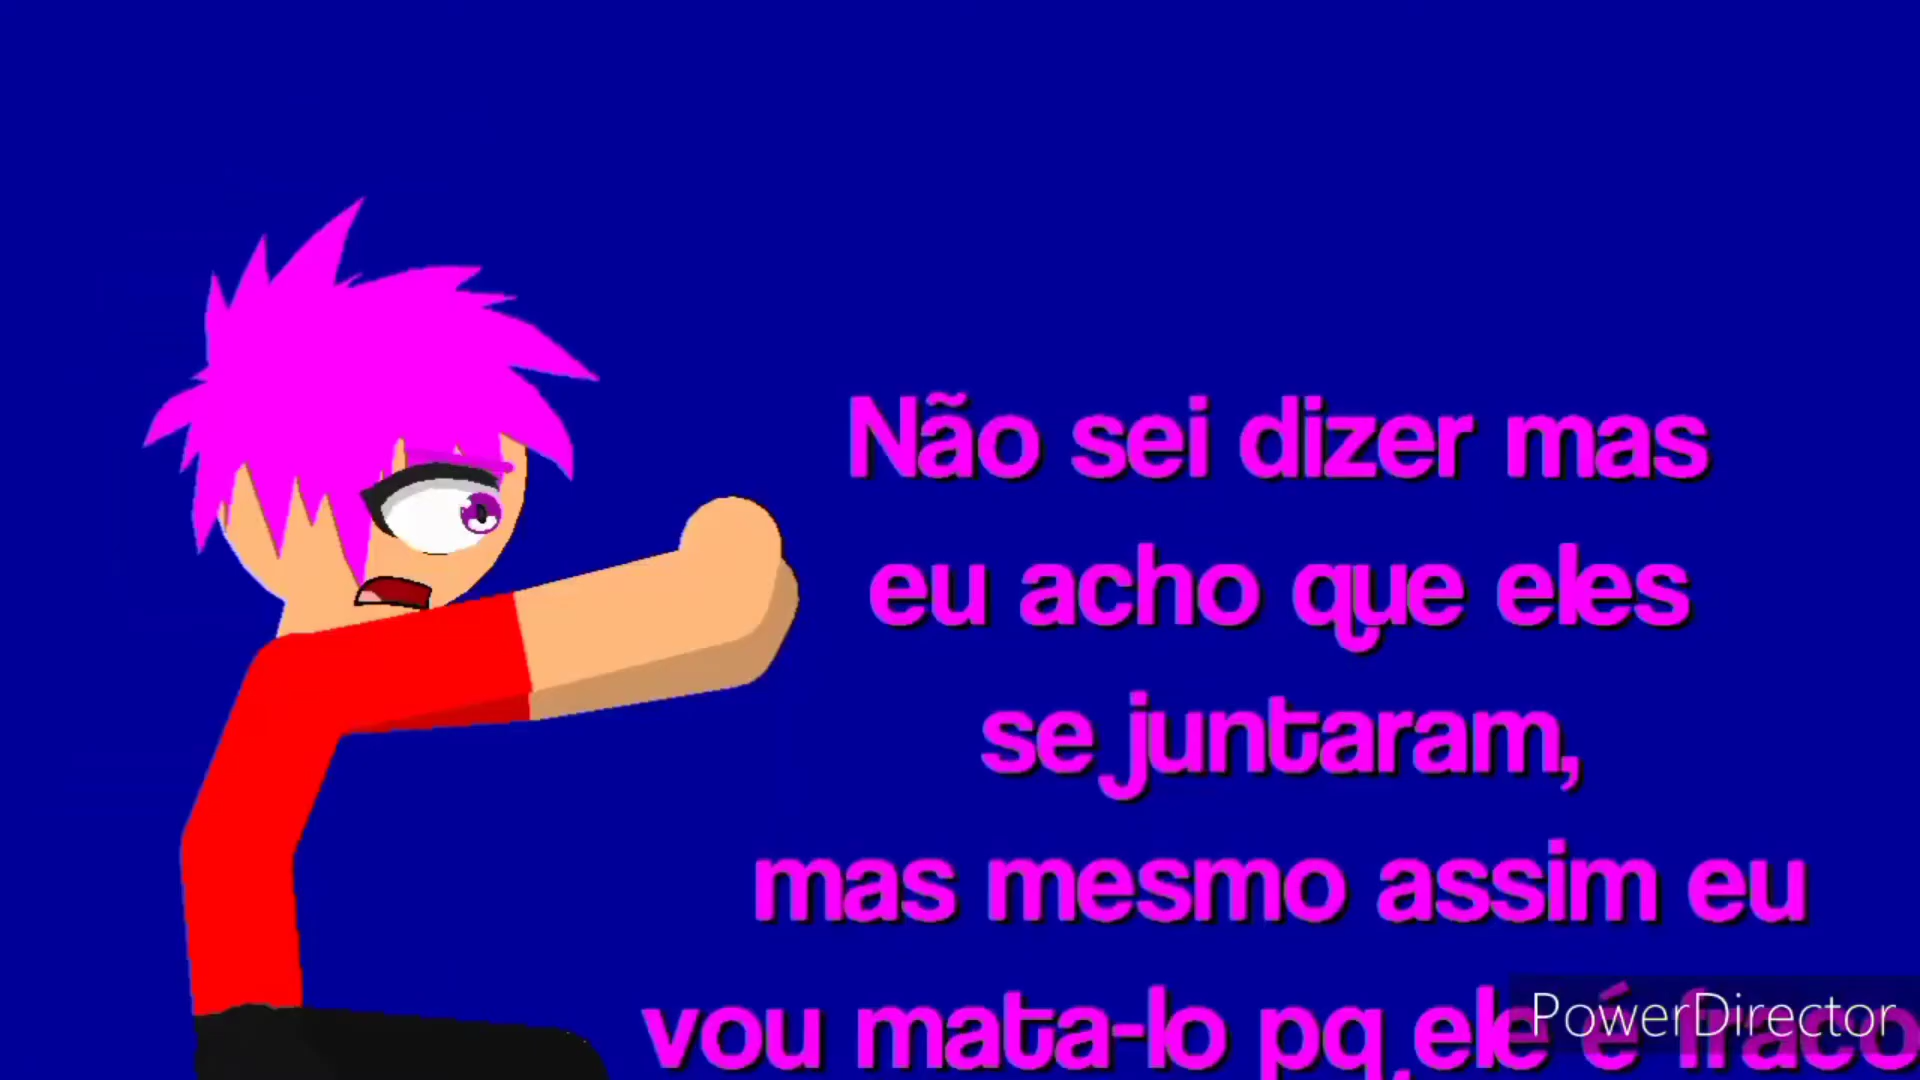 Não sei dizer mas
eu acho que eles
se juntaram,
mas mesmo assim eu
vou mata-lo pq ele é fraco
PowerDirector